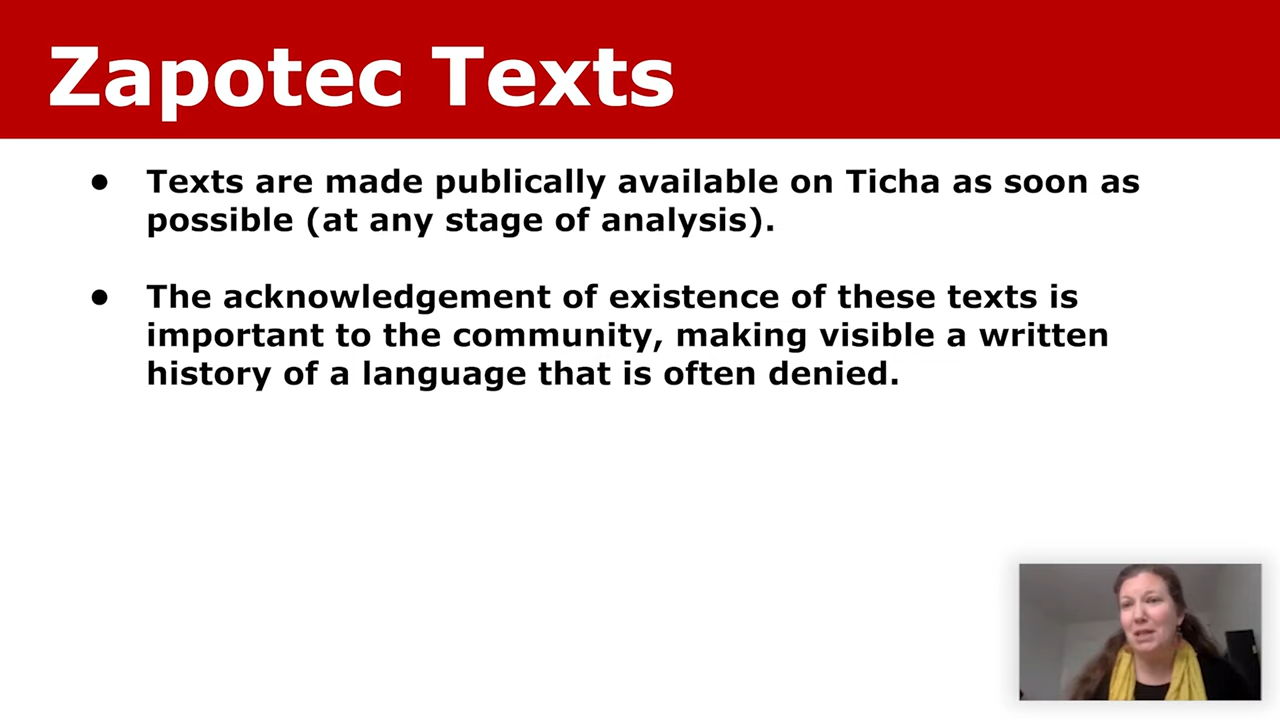 Zapotec Texts
● Texts are made publically available on Ticha as soon as
possible (at any stage of analysis).
● The acknowledgement of existence of these texts is
important to the community, making visible a written
history of a language that is often denied.